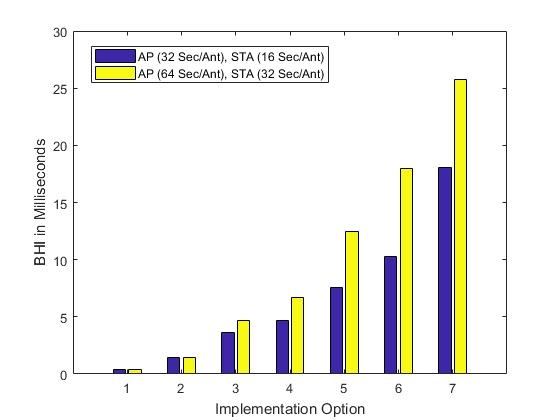 30
25
20
15
10
5
0
BHI in Milliseconds
AP (32 Sec/Ant), STA (16 Sec/Ant)
AP (64 Sec/Ant), STA (32 Sec/Ant)
1 2 3 4 5 6 7
Implementation Option